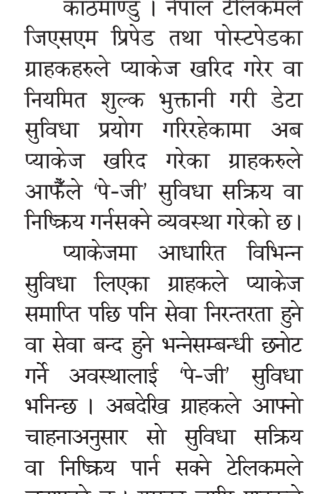 काठमाण्डु । नेपाल टेलिकमले
जिएसएम प्रिपेड तथा पोस्टपेडका
ग्राहकहरुले प्याकेज खरिद गरेर वा
नियमित शुल्क भुक्तानी गरी डेटा
सुविधा प्रयोग गरिरहेकामा अब
प्याकेज खरिद गरेका ग्राहकरुले
आफैँले ‘पे-जी’ सुविधा सक्रिय वा
निष्क्रिय गर्नसक्ने व्यवस्था गरेको छ।
प्याकेजमा आधारित विभिन्न
सुविधा लिएका ग्राहकले प्याकेज
समाप्ति पछि पनि सेवा निरन्तरता हुने
वा सेवा बन्द हुने भन्नेसम्बन्धी छनोट
गर्ने अवस्थालाई ‘पे-जी’ सुविधा
भनिन्छ । अबदेखि ग्राहकले आफ्नो
चाहनाअनुसार सो सुविधा सक्रिय
वा निष्क्रिय पार्न सक्ने टेलिकमले